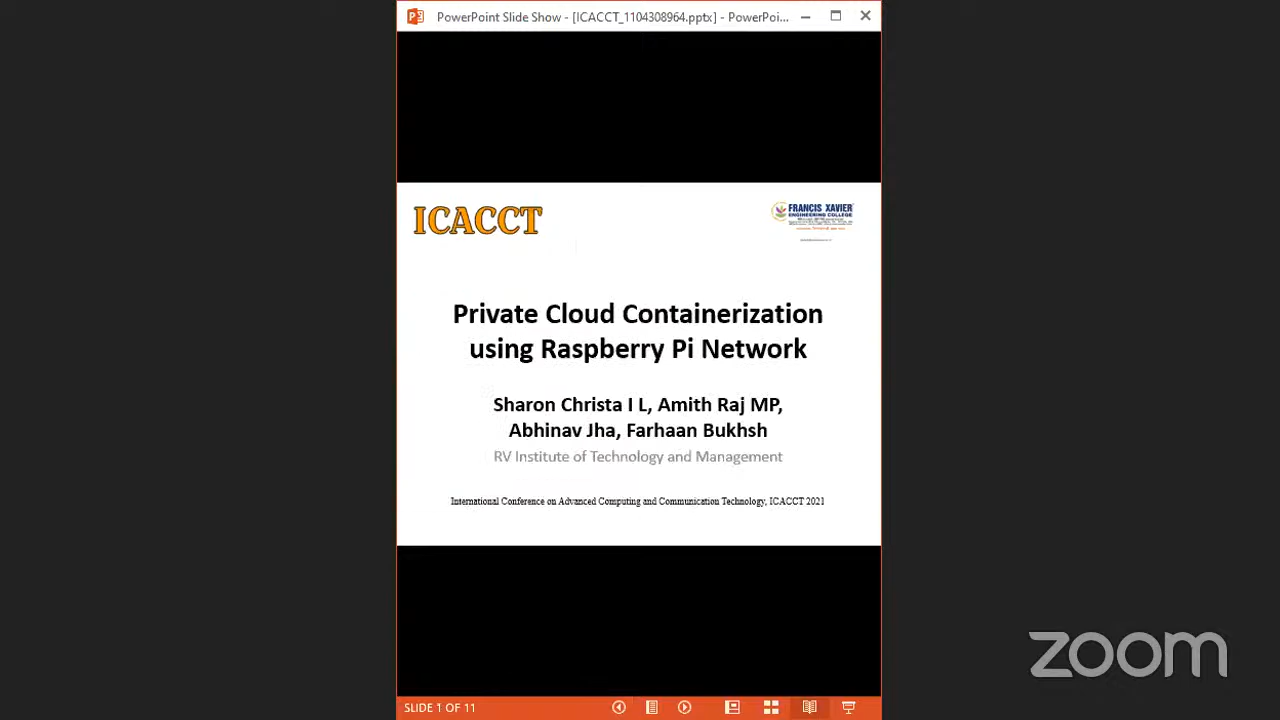 PowerPoint Slide Show - [ICACCT_1104308964.pptx] - PowerPoi...
ICACCT
FRANCIS XAVIER
ENGINEERING COLLEGE
Private Cloud Containerization
using Raspberry Pi Network
Sharon Christa I L, Amith Raj MP,
Abhinav Jha, Farhaan Bukhsh
RV Institute of Technology and Management
International Conference on Advanced Computing and Communication Technology, ICACCT 2021
zoom
SLIDE 1 OF 11